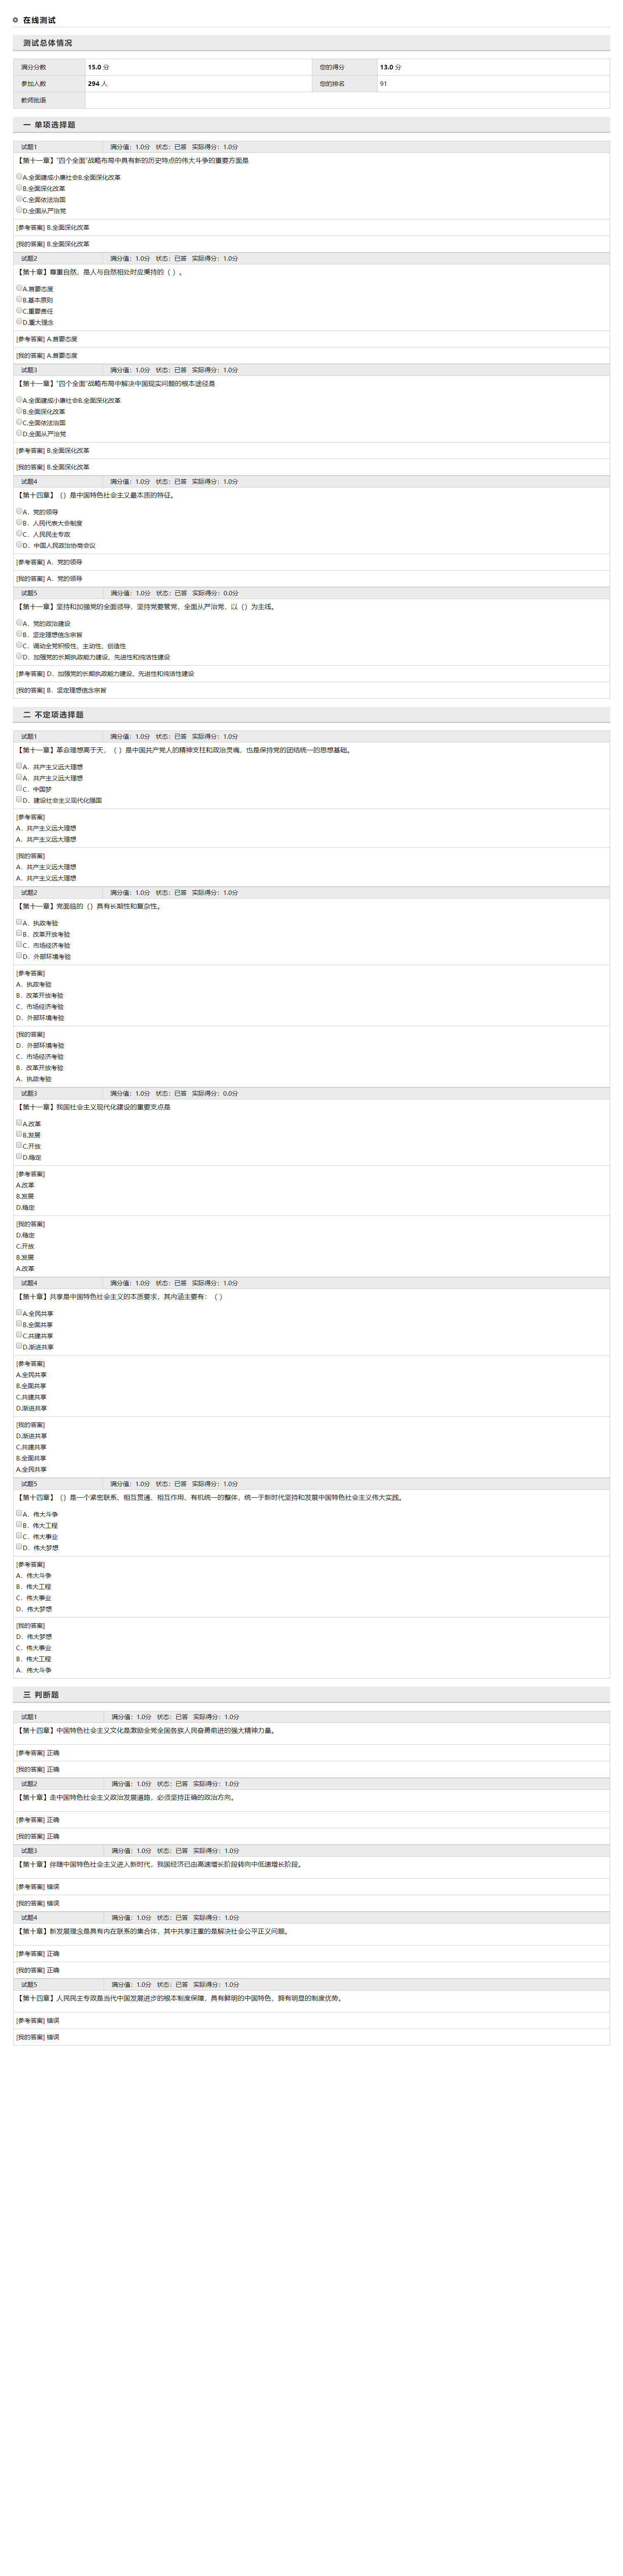 在线测试
测试总体情况
满分分数 15.0 分 您的得分 13.0 分
参加人数 294 人 您的排名 91
教师批语
一 单项选择题
试题1 满分值：1.0分 状态：已答 实际得分：1.0分
【第十一章】“四个全面”战略布局中具有新的历史特点的伟大斗争的重要方面是
A.全面建成小康社会B.全面深化改革
B.全面深化改革
C.全面依法治国
D.全面从严治党
[参考答案] B.全面深化改革
[我的答案] B.全面深化改革
试题2 满分值：1.0分 状态：已答 实际得分：1.0分
【第十章】尊重自然，是人与自然相处时应秉持的（ ）。
A.首要态度
B.基本原则
C.重要责任
D.重大理念
[参考答案] A.首要态度
[我的答案] A.首要态度
试题3 满分值：1.0分 状态：已答 实际得分：1.0分
【第十一章】“四个全面”战略布局中解决中国现实问题的根本途径是
A.全面建成小康社会B.全面深化改革
B.全面深化改革
C.全面依法治国
D.全面从严治党
[参考答案] B.全面深化改革
[我的答案] B.全面深化改革
试题4 满分值：1.0分 状态：已答 实际得分：1.0分
【第十四章】（）是中国特色社会主义最本质的特征。
A．党的领导
B．人民代表大会制度
C．人民民主专政
D．中国人民政治协商会议
[参考答案] A．党的领导
[我的答案] A．党的领导
试题5 满分值：1.0分 状态：已答 实际得分：0.0分
【第十一章】坚持和加强党的全面领导，坚持党要管党，全面从严治党，以（）为主线。
A．党的政治建设
B．坚定理想信念宗旨
C．调动全党积极性、主动性、创造性
D．加强党的长期执政能力建设、先进性和纯洁性建设
[参考答案] D．加强党的长期执政能力建设、先进性和纯洁性建设
[我的答案] B．坚定理想信念宗旨
二 不定项选择题
试题1 满分值：1.0分 状态：已答 实际得分：1.0分
【第十一章】革命理想高于天，（ ）是中国共产党人的精神支柱和政治灵魂，也是保持党的团结统一的思想基础。
A．共产主义远大理想
A．共产主义远大理想
C．中国梦
D．建设社会主义现代化强国
[参考答案]
A．共产主义远大理想
A．共产主义远大理想
[我的答案]
A．共产主义远大理想
A．共产主义远大理想
试题2 满分值：1.0分 状态：已答 实际得分：1.0分
【第十一章】党面临的（）具有长期性和复杂性。
A．执政考验
B．改革开放考验
C．市场经济考验
D．外部环境考验
[参考答案]
A．执政考验
B．改革开放考验
C．市场经济考验
D．外部环境考验
[我的答案]
D．外部环境考验
C．市场经济考验
B．改革开放考验
A．执政考验
试题3 满分值：1.0分 状态：已答 实际得分：0.0分
【第十一章】我国社会主义现代化建设的重要支点是
A.改革
B.发展
C.开放
D.稳定
[参考答案]
A.改革
B.发展
D.稳定
[我的答案]
D.稳定
C.开放
B.发展
A.改革
试题4 满分值：1.0分 状态：已答 实际得分：1.0分
【第十章】共享是中国特色社会主义的本质要求，其内涵主要有：（ ）
A.全民共享
B.全面共享
C.共建共享
D.渐进共享
[参考答案]
A.全民共享
B.全面共享
C.共建共享
D.渐进共享
[我的答案]
D.渐进共享
C.共建共享
B.全面共享
A.全民共享
试题5 满分值：1.0分 状态：已答 实际得分：1.0分
【第十四章】（）是一个紧密联系、相互贯通、相互作用、有机统一的整体，统一于新时代坚持和发展中国特色社会主义伟大实践。
A．伟大斗争
B．伟大工程
C．伟大事业
D．伟大梦想
[参考答案]
A．伟大斗争
B．伟大工程
C．伟大事业
D．伟大梦想
[我的答案]
D．伟大梦想
C．伟大事业
B．伟大工程
A．伟大斗争
三 判断题
试题1 满分值：1.0分 状态：已答 实际得分：1.0分
【第十四章】中国特色社会主义文化是激励全党全国各族人民奋勇前进的强大精神力量。
[参考答案] 正确
[我的答案] 正确
试题2 满分值：1.0分 状态：已答 实际得分：1.0分
【第十章】走中国特色社会主义政治发展道路，必须坚持正确的政治方向。
[参考答案] 正确
[我的答案] 正确
试题3 满分值：1.0分 状态：已答 实际得分：1.0分
【第十章】伴随中国特色社会主义进入新时代，我国经济已由高速增长阶段转向中低速增长阶段。
[参考答案] 错误
[我的答案] 错误
试题4 满分值：1.0分 状态：已答 实际得分：1.0分
【第十章】新发展理念是具有内在联系的集合体，其中共享注重的是解决社会公平正义问题。
[参考答案] 正确
[我的答案] 正确
试题5 满分值：1.0分 状态：已答 实际得分：1.0分
【第十四章】人民民主专政是当代中国发展进步的根本制度保障，具有鲜明的中国特色，拥有明显的制度优势。
[参考答案] 错误
[我的答案] 错误